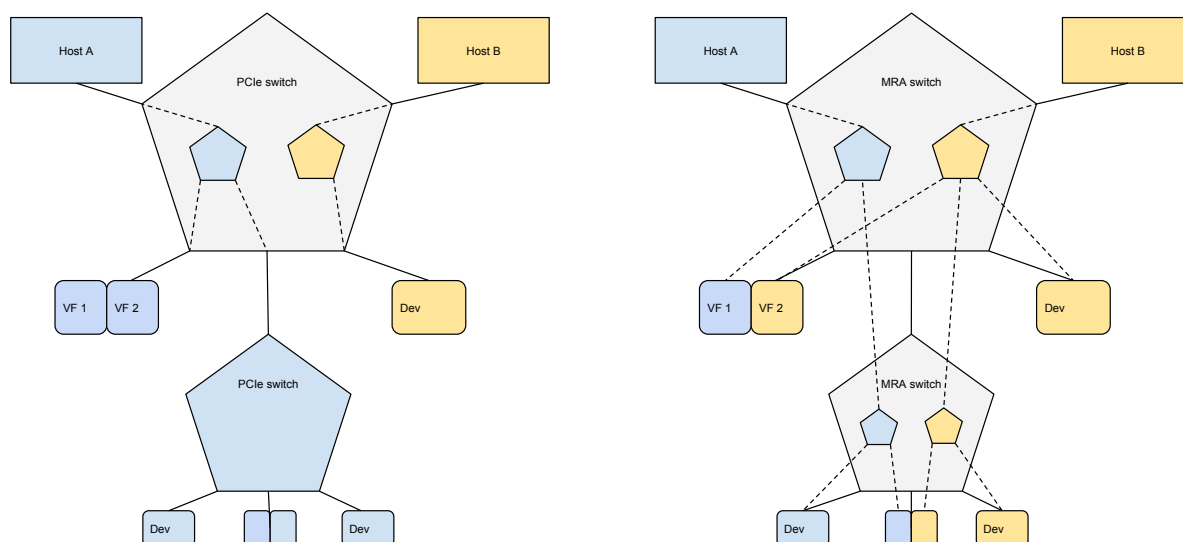 Host A
PCIe switch
Host B
VF 1
VF 2
Dev
PCIe switch
Dev
Dev
Host A
MRA switch
Host B
VF 1
VF 2
Dev
MRA switch
Dev
Dev